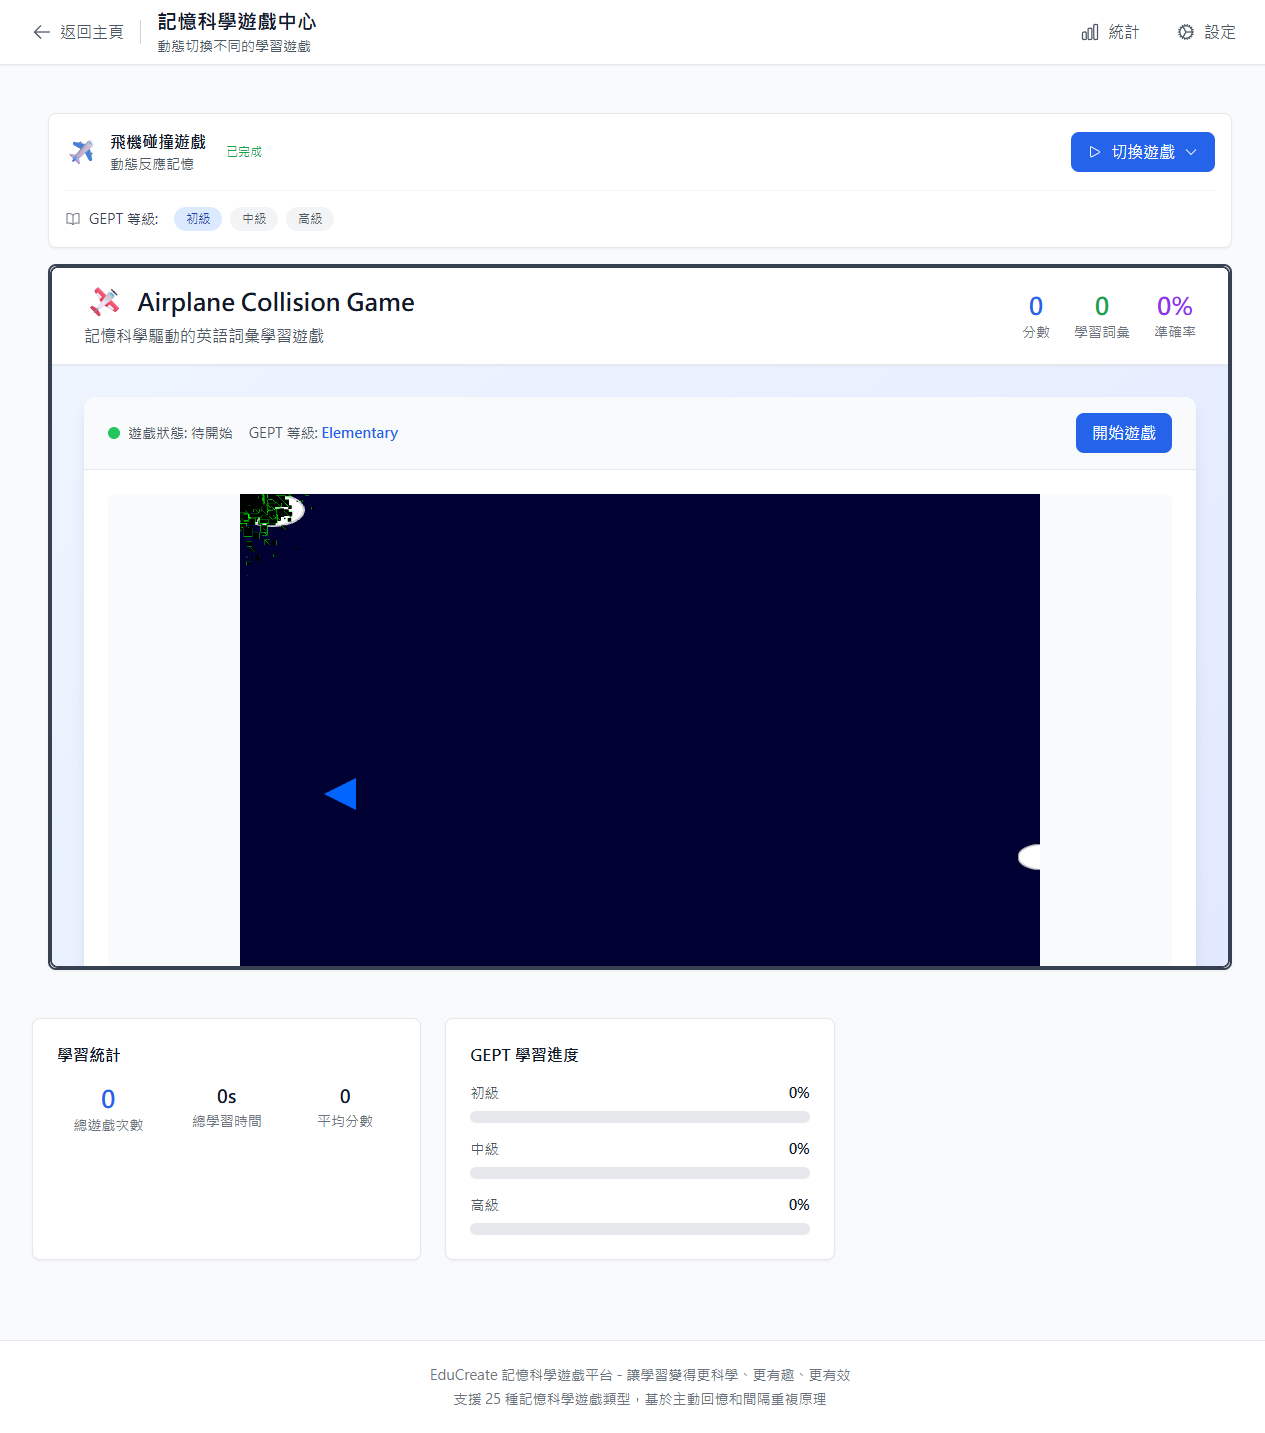 返回主頁
記憶科學遊戲中心
動態切換不同的學習遊戲
統計
設定
飛機碰撞遊戲
動態反應記憶
已完成
切換遊戲
GEPT 等級:
初級
中級
高級
Airplane Collision Game
記憶科學驅動的英語詞彙學習遊戲
0
分數
0
學習詞彙
0%
準確率
遊戲狀態: 待開始
GEPT 等級: Elementary
開始遊戲
學習統計
0
總遊戲次數
0s
總學習時間
0
平均分數
GEPT 學習進度
初級
0%
中級
0%
高級
0%
EduCreate 記憶科學遊戲平台 - 讓學習變得更科學、更有趣、更有效
支援 25 種記憶科學遊戲類型，基於主動回憶和間隔重複原理